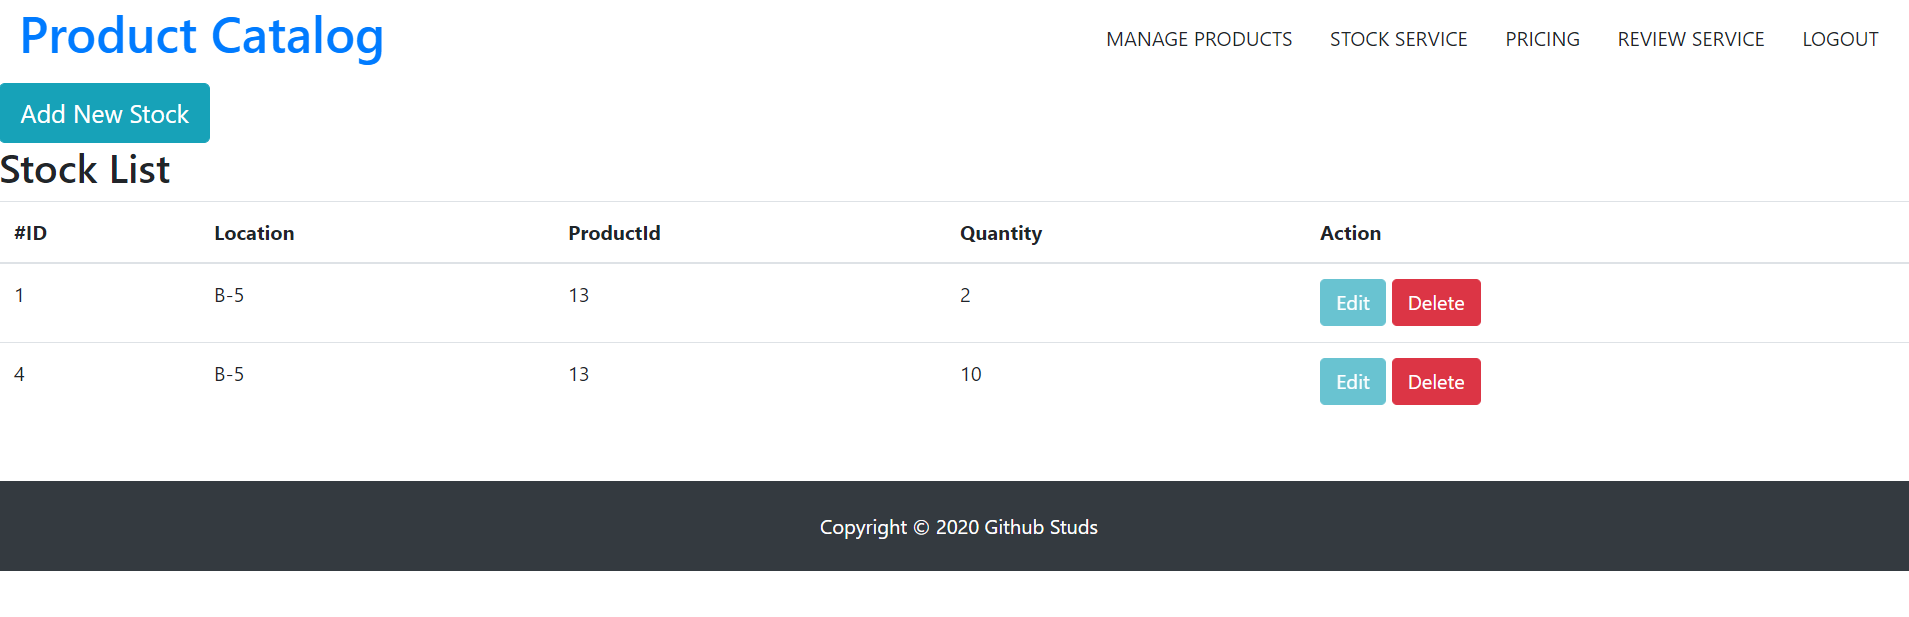 Product Catalog
MANAGE PRODUCTS STOCK SERVICE PRICING REVIEW SERVICE LOGOUT
Add New Stock
Stock List
#ID Location ProductId Quantity Action
1 B-5 13 2 Edit Delete
4 B-5 13 10 Edit Delete
Copyright © 2020 Github Studs